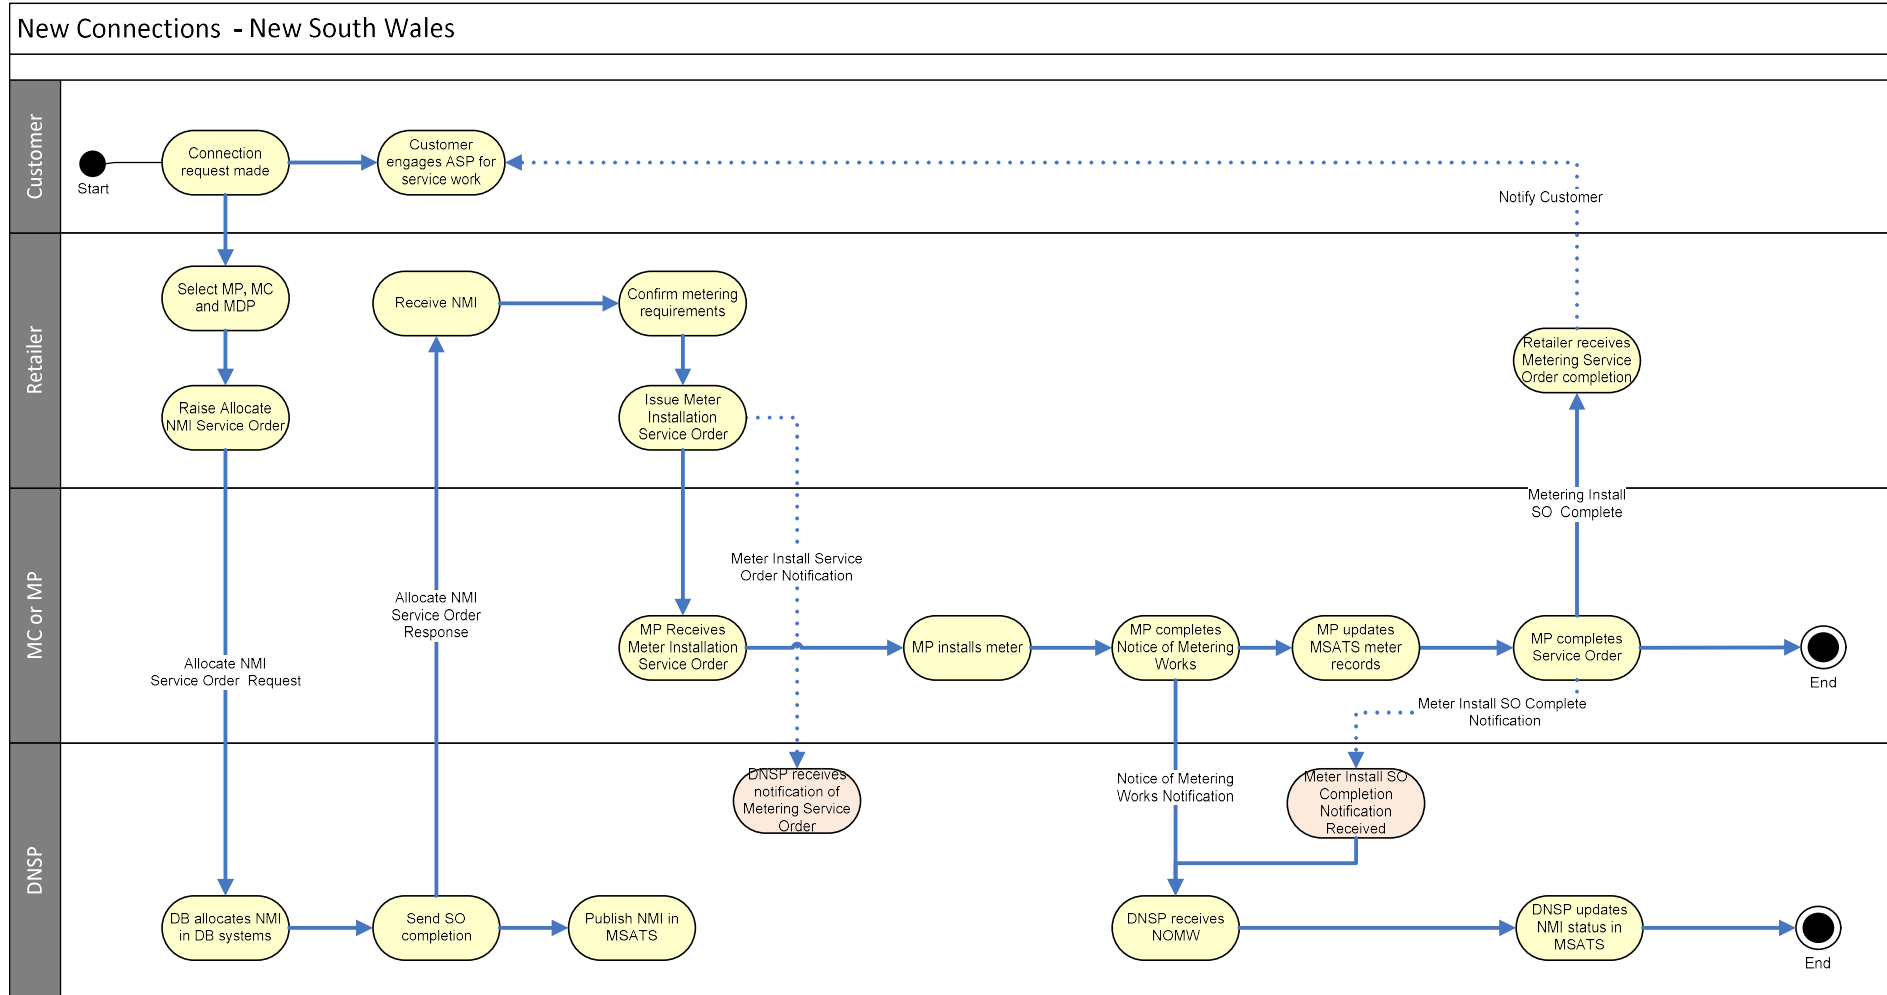 New Connections - New South Wales
Customer
Start
Connection
request made
Customer
engages ASP for
service work
Notify Customer
Retailer
Select MP, MC
and MDP
Receive NMI
Confirm metering
requirements
Retailer receives
Metering Service
Order completion
Raise Allocate
NMI Service Order
Issue Meter
Installation
Service Order
MC or MP
Metering Install
SO Complete
Meter Install Service
Order Notification
Allocate NMI
Service Order
Response
Allocate NMI
Service Order Request
MP Receives
Meter Installation
Service Order
MP installs meter
MP completes
Notice of Metering
Works
MP updates
MSATS meter
records
MP completes
Service Order
End
Meter Install SO Complete
Notification
DNSP
DNSP receives
notification of
Metering Service
Order
Notice of Metering
Works Notification
Meter Install SO
Completion
Notification
Received
DB allocates NMI
in DB systems
Send SO
completion
Publish NMI in
MSATS
DNSP receives
NOMW
DNSP updates
NMI status in
MSATS
End